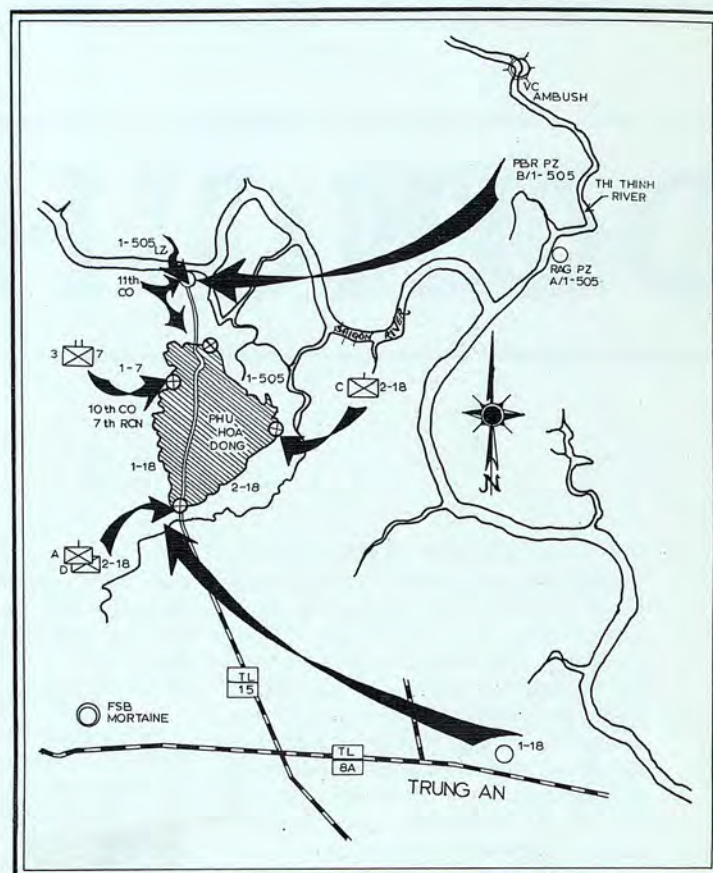 VC
AMBUSH
PBR PZ
B/1-505
THI THINH
RIVER
1-505 LZ
RAG PZ
A/1-505
11th
CO
SAIGON RIVER
3 7
1-7
1-505
C 2-18
10th CO
7th RCN
PHU
HOA
DONG
1-18
2-18
N
A
D 2-18
TL
15
FSB
MORTAINE
1-18
TL
8A
TRUNG AN